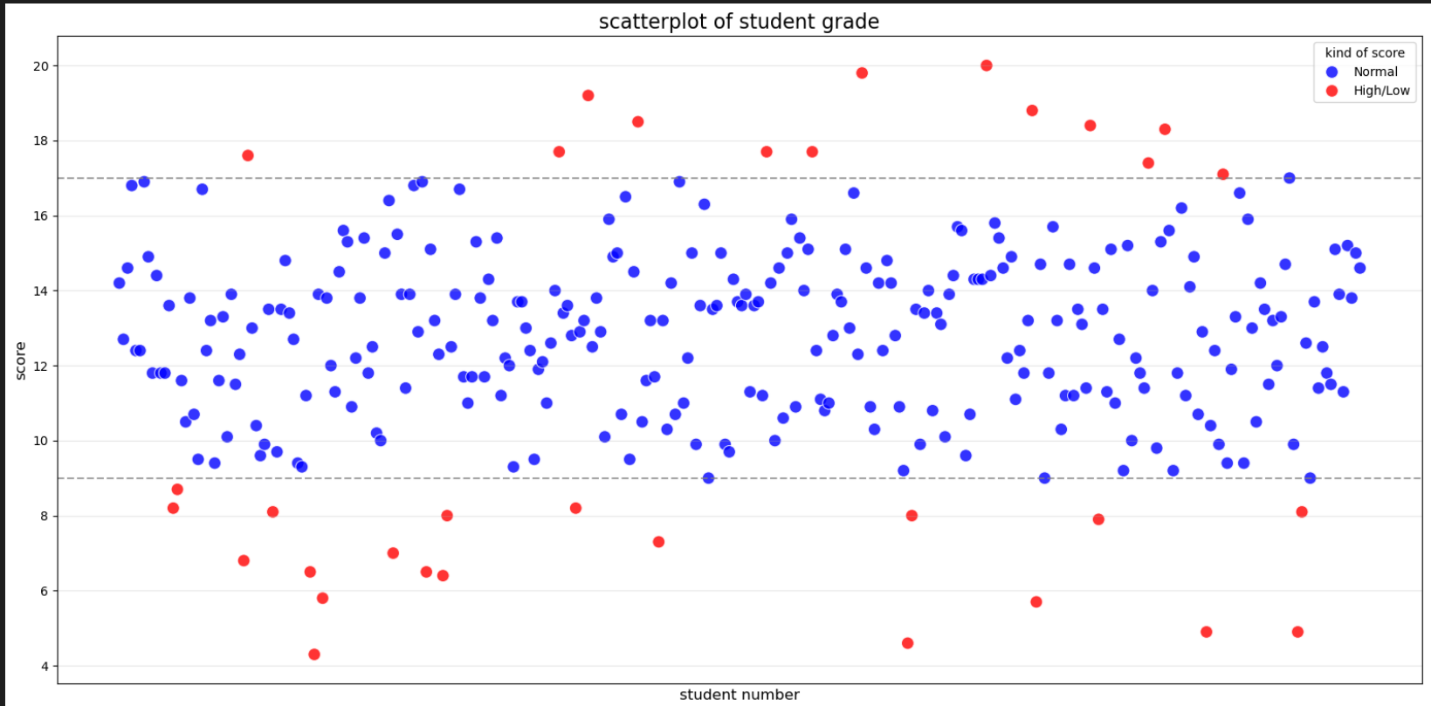 scatterplot of student grade
kind of score
Normal
High/Low
20
18
16
14
12
10
8
6
4
score
student number